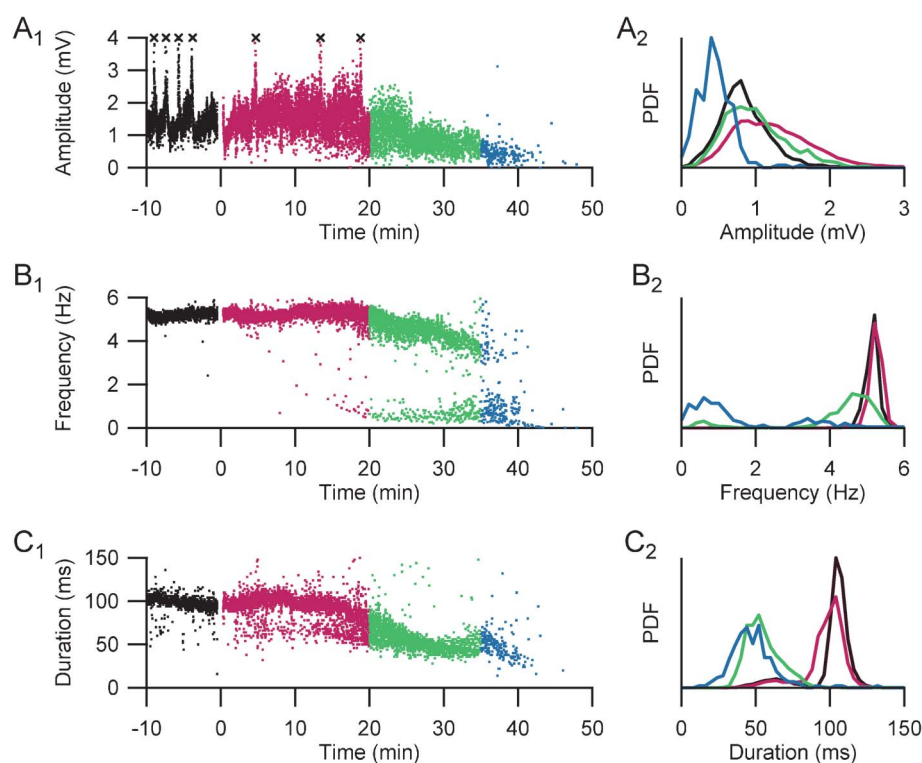 A1
Amplitude (mV)
4
3
2
1
0
-10 0 10 20 30 40 50
Time (min)
A2
PDF
2
0 1 2 3
Amplitude (mV)
B1
Frequency (Hz)
6
4
2
0
-10 0 10 20 30 40 50
Time (min)
B2
PDF
0 2 4 6
Frequency (Hz)
C1
Duration (ms)
150
100
50
0
-10 0 10 20 30 40 50
Time (min)
C2
PDF
0 50 100 150
Duration (ms)